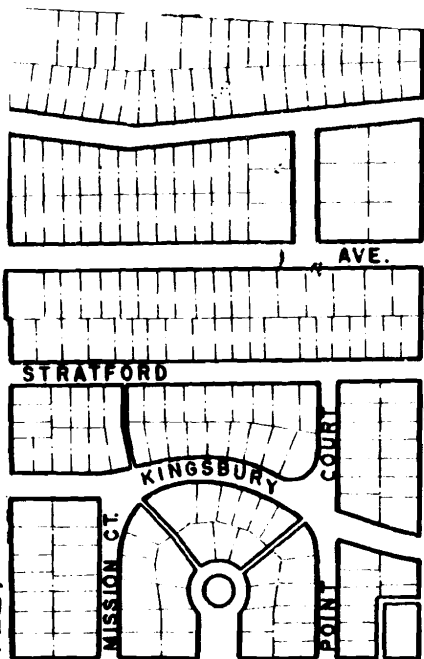 AVE.
STRATFORD
KINGSBURY
COURT
MISSION CT.
POINT